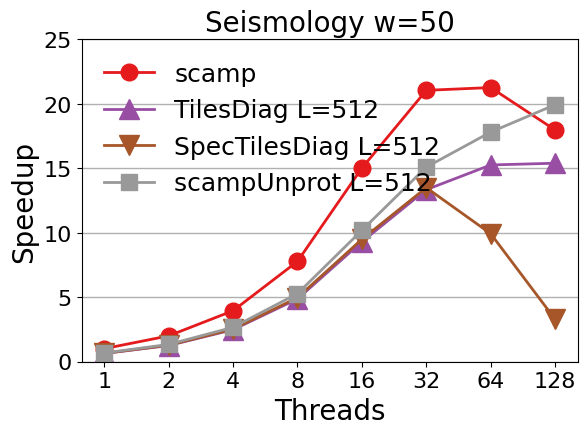 Seismology w=50
25
20
15
10
5
0
Speedup
scamp
TilesDiag L=512
SpecTilesDiag L=512
scampUnprot L=512
1 2 4 8 16 32 64 128
Threads